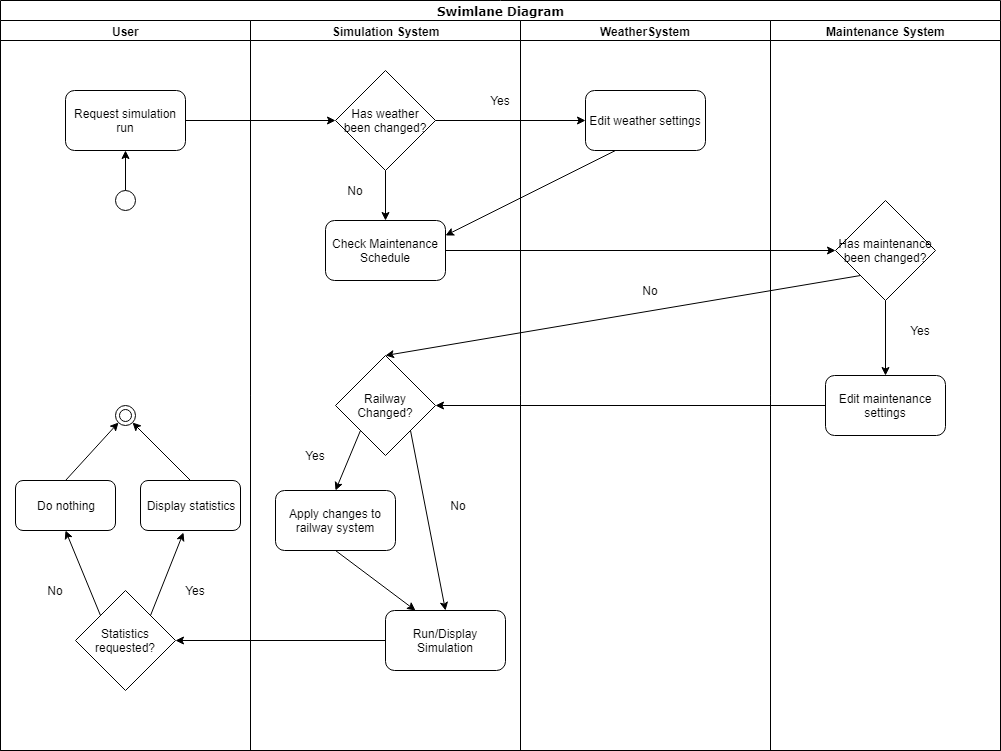 Swimlane Diagram
User
Simulation System
WeatherSystem
Maintenance System
Request simulation
run
Has weather
been changed?
Yes
Edit weather settings
No
Check Maintenance
Schedule
Has maintenance
been changed?
No
Yes
Railway
Changed?
Edit maintenance
settings
Yes
No
Apply changes to
railway system
Do nothing
Display statistics
No
Yes
Statistics
requested?
Run/Display
Simulation